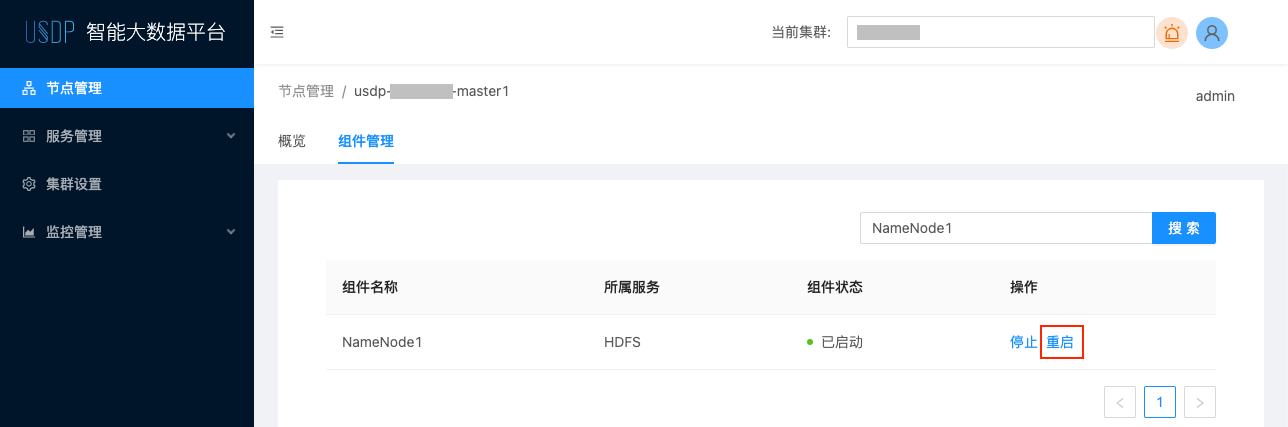 USDP 智能大数据平台
当前集群:
节点管理
服务管理
集群设置
监控管理
节点管理 / usdp- -master1
admin
概览 组件管理
NameNode1 搜 索
组件名称 所属服务 组件状态 操作
NameNode1 HDFS 已启动 停止 重启
< 1 >